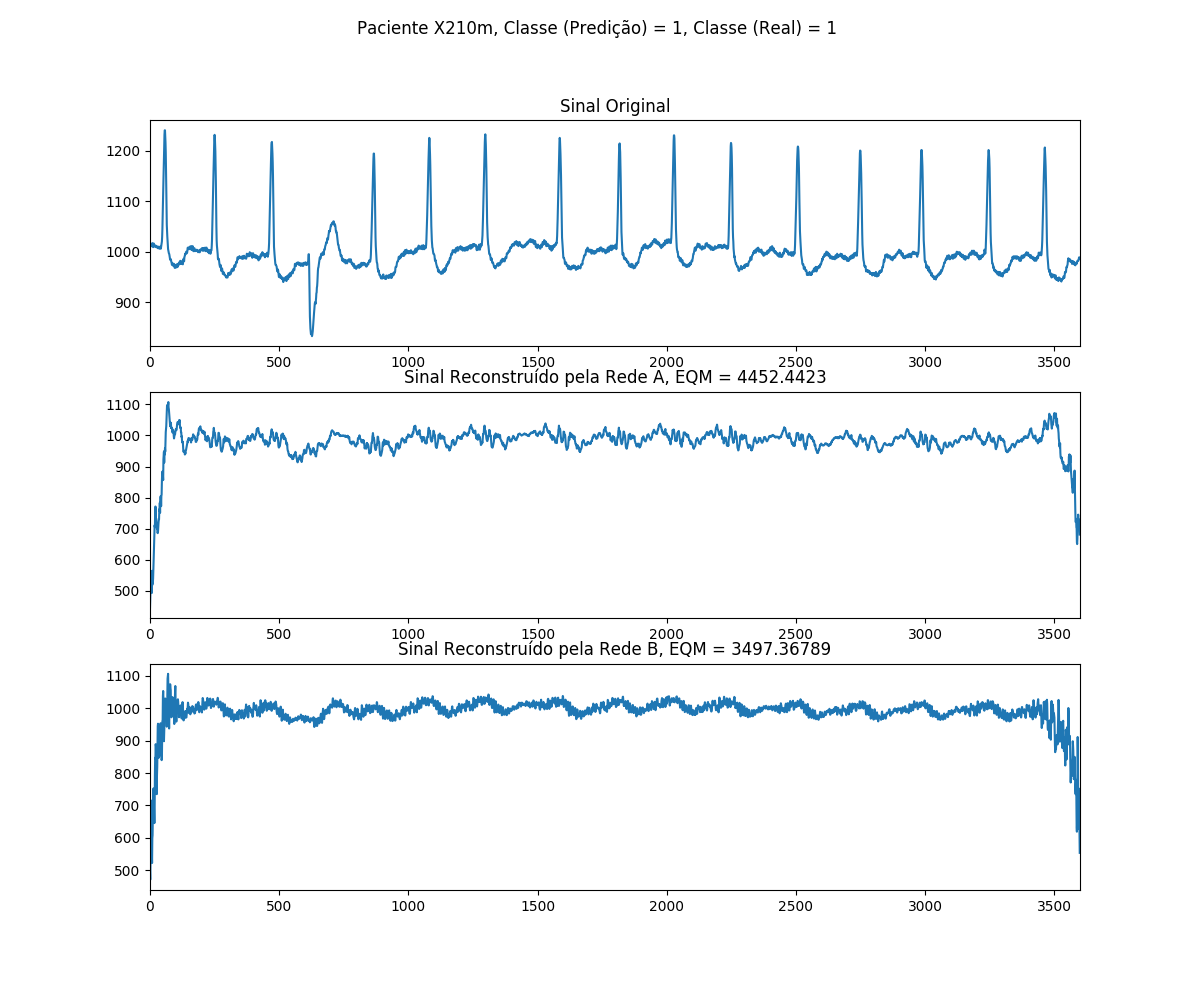 Paciente X210m, Classe (Predição) = 1, Classe (Real) = 1
Sinal Original
1200
1100
1000
900
0 500 1000 1500 2000 2500 3000 3500
Sinal Reconstruído pela Rede A, EQM = 4452.4423
1100
1000
900
800
700
600
500
0 500 1000 1500 2000 2500 3000 3500
Sinal Reconstruído pela Rede B, EQM = 3497.36789
1100
1000
900
800
700
600
500
0 500 1000 1500 2000 2500 3000 3500